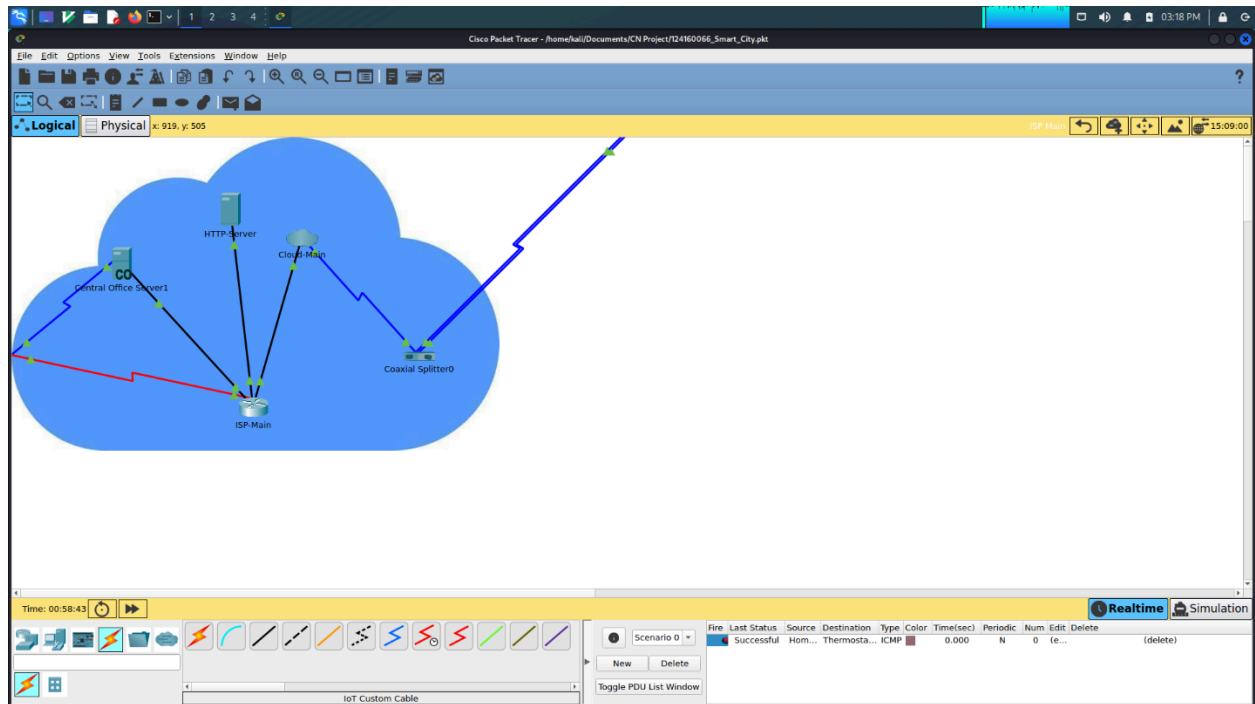 1 2 3 4
03:18 PM
Cisco Packet Tracer - /home/kali/Documents/CN Project/124160066_Smart_City.pkt
File Edit Options View Tools Extensions Window Help
?
Logical Physical x: 919, y: 505
ISP Main
15:09:00
HTTP-Server
Cloud-Main
CO
Central Office Server1
Coaxial Splitter0
ISP-Main
Time: 00:58:43
Realtime Simulation
Fire Last Status Source Destination Type Color Time(sec) Periodic Num Edit Delete
Scenario 0
Successful Hom... Thermosta... ICMP 0.000 N 0 (e... (delete)
New Delete
Toggle PDU List Window
IoT Custom Cable